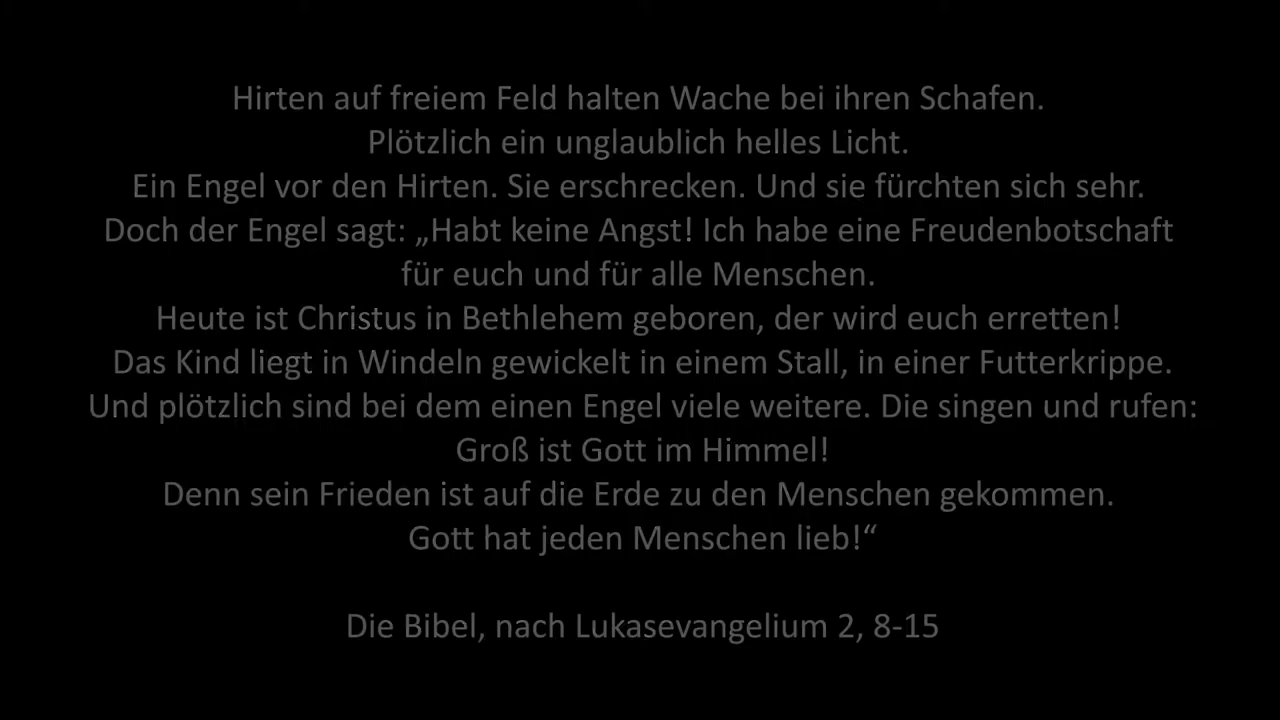 Hirten auf freiem Feld halten Wache bei ihren Schafen.
Plötzlich ein unglaublich helles Licht.
Ein Engel vor den Hirten. Sie erschrecken. Und sie fürchten sich sehr.
Doch der Engel sagt: „Habt keine Angst! Ich habe eine Freudenbotschaft
für euch und für alle Menschen.
Heute ist Christus in Bethlehem geboren, der wird euch erretten!
Das Kind liegt in Windeln gewickelt in einem Stall, in einer Futterkrippe.
Und plötzlich sind bei dem einen Engel viele weitere. Die singen und rufen:
Groß ist Gott im Himmel!
Denn sein Frieden ist auf die Erde zu den Menschen gekommen.
Gott hat jeden Menschen lieb!“
Die Bibel, nach Lukasevangelium 2, 8-15